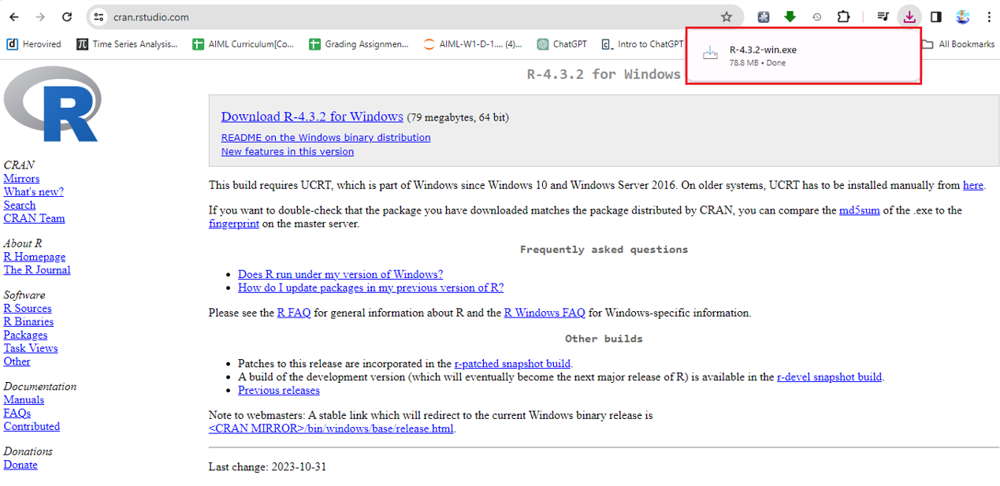 cran.rstudio.com
Herovired
Time Series Analysis...
AIML Curriculum[Co...
Grading Assignmen...
AIML-W1-D-1.... (4)...
ChatGPT
Intro to ChatGPT
All Bookmarks
R-4.3.2-win.exe
78.8 MB • Done
R
CRAN
Mirrors
What's new?
Search
CRAN Team
About R
R Homepage
The R Journal
Software
R Sources
R Binaries
Packages
Task Views
Other
Documentation
Manuals
FAQs
Contributed
Donations
Donate
R-4.3.2 for Windows
Download R-4.3.2 for Windows (79 megabytes, 64 bit)
README on the Windows binary distribution
New features in this version
This build requires UCRT, which is part of Windows since Windows 10 and Windows Server 2016. On older systems, UCRT has to be installed manually from here.
If you want to double-check that the package you have downloaded matches the package distributed by CRAN, you can compare the md5sum of the .exe to the
fingerprint on the master server.
Frequently asked questions
• Does R run under my version of Windows?
• How do I update packages in my previous version of R?
Please see the R FAQ for general information about R and the R Windows FAQ for Windows-specific information.
Other builds
• Patches to this release are incorporated in the r-patched snapshot build.
• A build of the development version (which will eventually become the next major release of R) is available in the r-devel snapshot build.
• Previous releases
Note to webmasters: A stable link which will redirect to the current Windows binary release is
<CRAN MIRROR>/bin/windows/base/release.html.
Last change: 2023-10-31